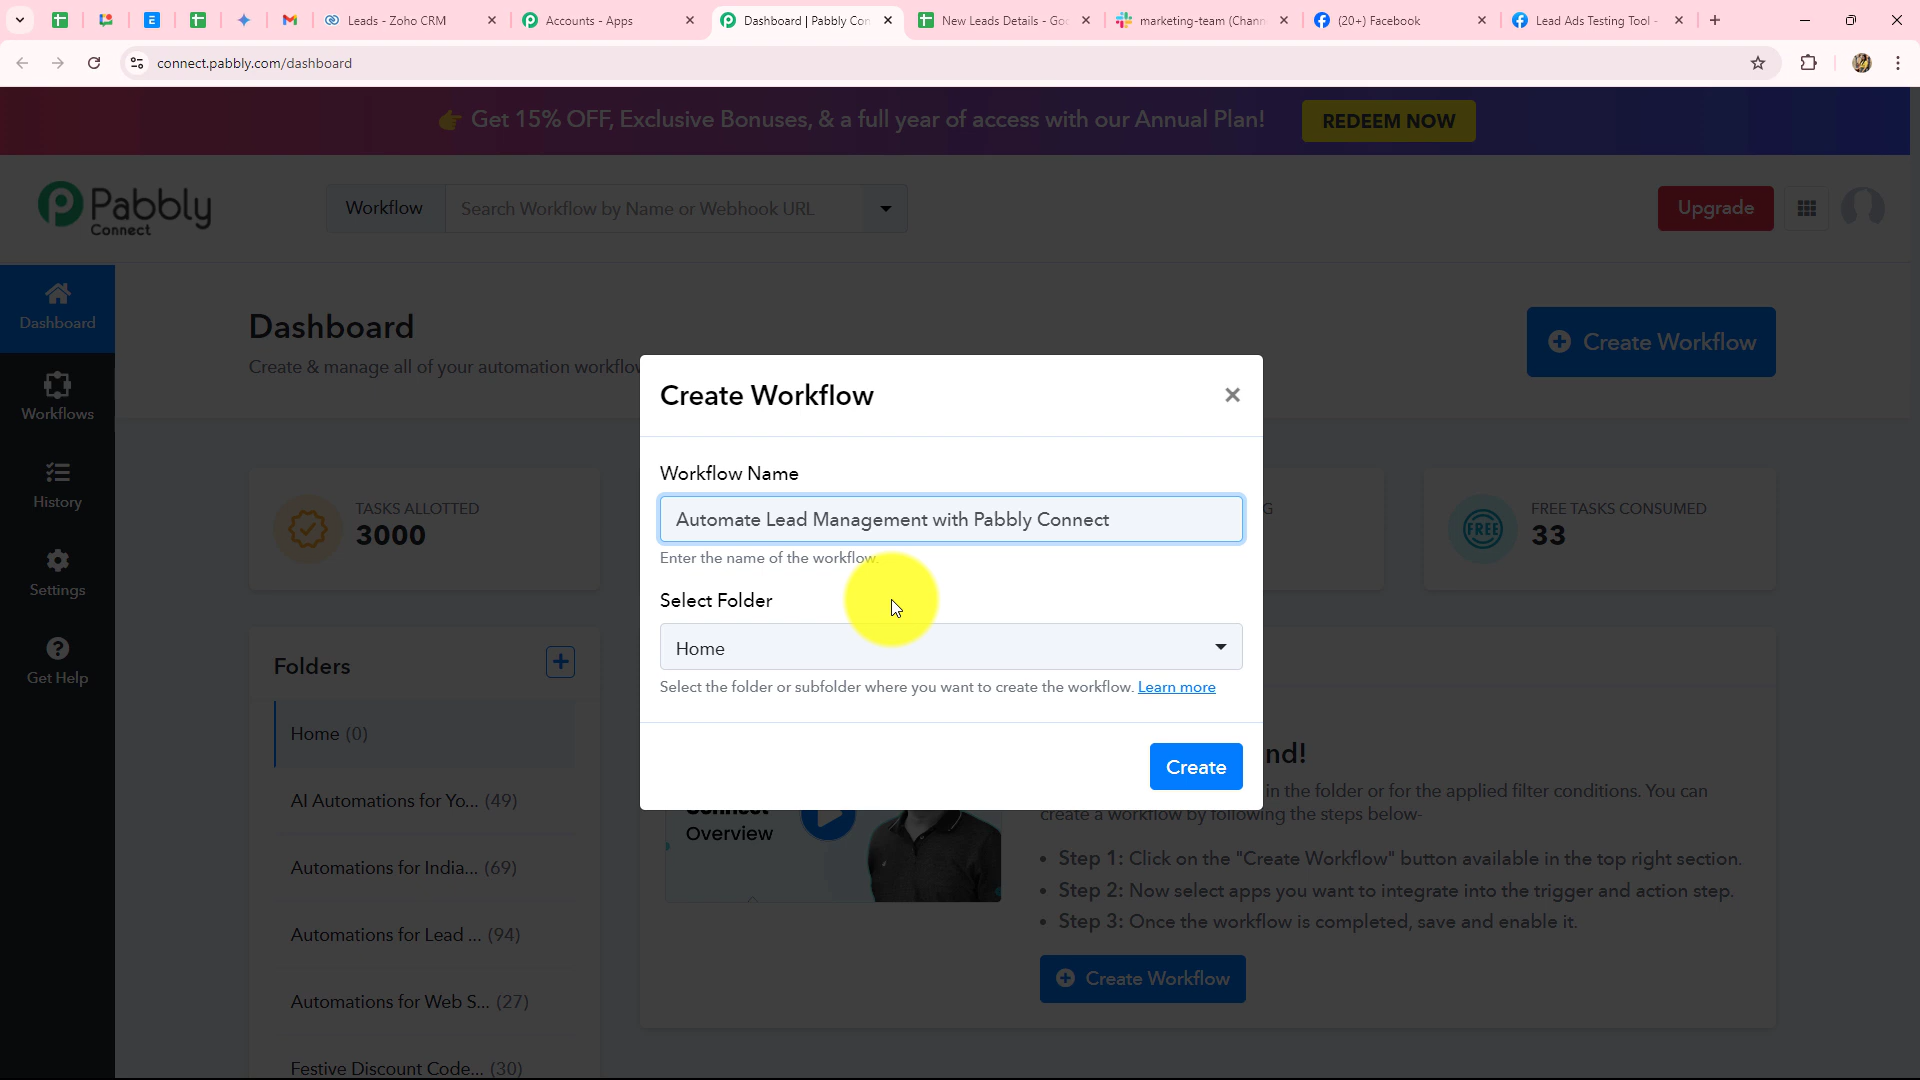 Leads - Zoho CRM
Accounts - Apps
Dashboard | Pabbly Con
New Leads Details - Goo
marketing-team (Chann
(20+) Facebook
Lead Ads Testing Tool -
connect.pabbly.com/dashboard
Get 15% OFF, Exclusive Bonuses, & a full year of access with our Annual Plan!
REDEEM NOW
Pabbly
Connect
Workflow
Search Workflow by Name or Webhook URL
Upgrade
Dashboard
Workflows
History
Settings
Get Help
Dashboard
Create & manage all of your automation workflow
Create Workflow
TASKS ALLOTTED
3000
G
FREE TASKS CONSUMED
FREE
33
Folders
Home (0)
AI Automations for Yo... (49)
Automations for India... (69)
Automations for Lead ... (94)
Automations for Web S... (27)
Festive Discount Code... (30)
Create Workflow
Workflow Name
Automate Lead Management with Pabbly Connect
Enter the name of the workflow.
Select Folder
Home
Select the folder or subfolder where you want to create the workflow. Learn more
Create
Connect
Overview
nd!
in the folder or for the applied filter conditions. You can
create a workflow by following the steps below-
• Step 1: Click on the "Create Workflow" button available in the top right section.
• Step 2: Now select apps you want to integrate into the trigger and action step.
• Step 3: Once the workflow is completed, save and enable it.
Create Workflow